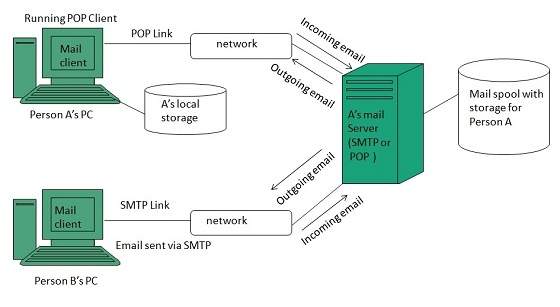 Running POP Client
Mail
client
POP Link
network
Incoming email
Outgoing email
Person A's PC
A's local
storage
A's mail
Server
(SMTP or
POP )
Mail spool with
storage for
Person A
Mail
client
SMTP Link
network
Outgoing email
Incoming email
Email sent via SMTP
Person B's PC